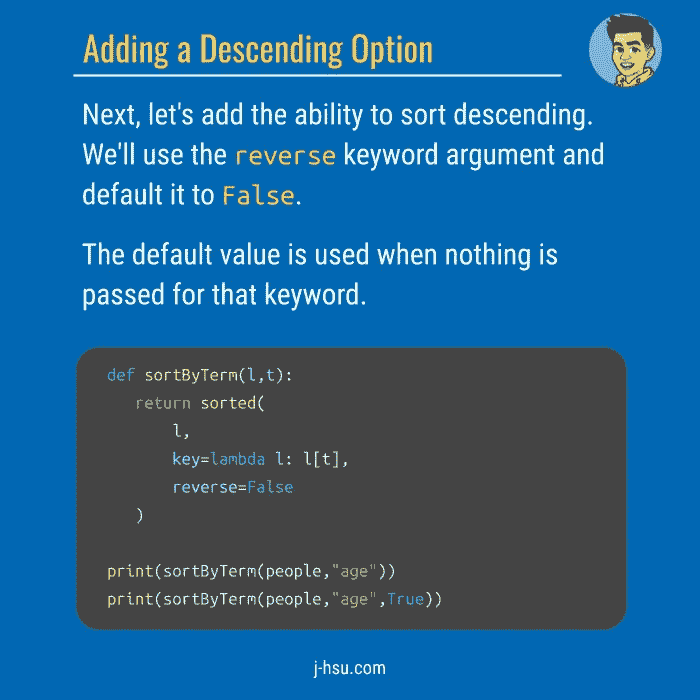 Adding a Descending Option
Next, let's add the ability to sort descending.
We'll use the reverse keyword argument and
default it to False.
The default value is used when nothing is
passed for that keyword.
def sortByTerm(l,t):
    return sorted(
        l,
        key=lambda l: l[t],
        reverse=False
    )
print(sortByTerm(people,"age"))
print(sortByTerm(people,"age",True))
j-hsu.com